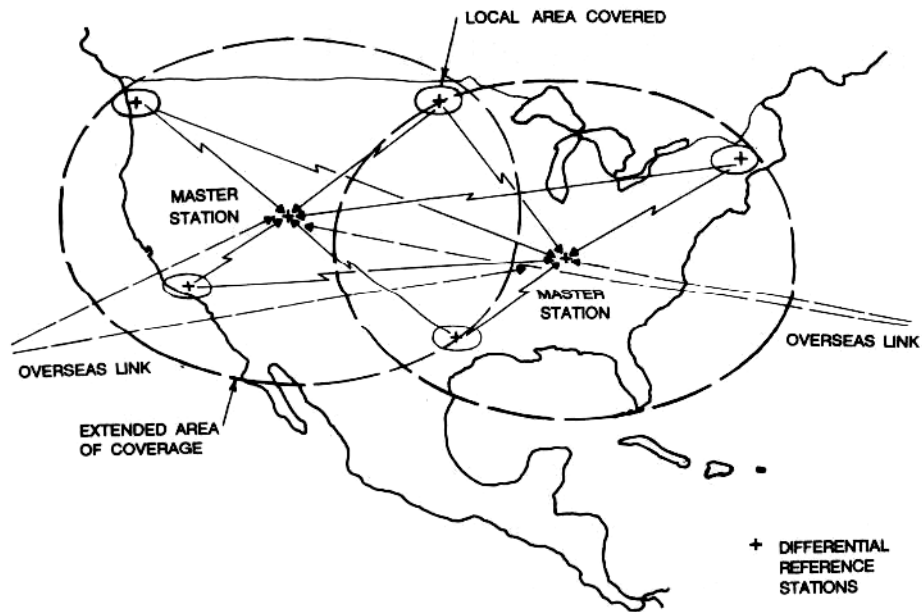 LOCAL AREA COVERED
MASTER
STATION
MASTER
STATION
OVERSEAS LINK
OVERSEAS LINK
EXTENDED AREA
OF COVERAGE
+ DIFFERENTIAL
REFERENCE
STATIONS